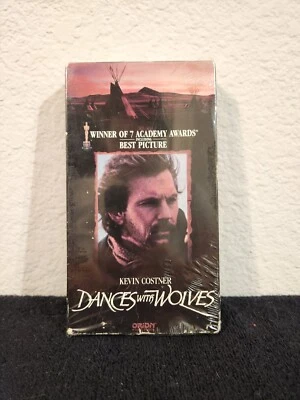 WINNER OF 7 ACADEMY AWARDS
INCLUDING
BEST PICTURE
KEVIN COSTNER
DANCES WITH WOLVES
ORION